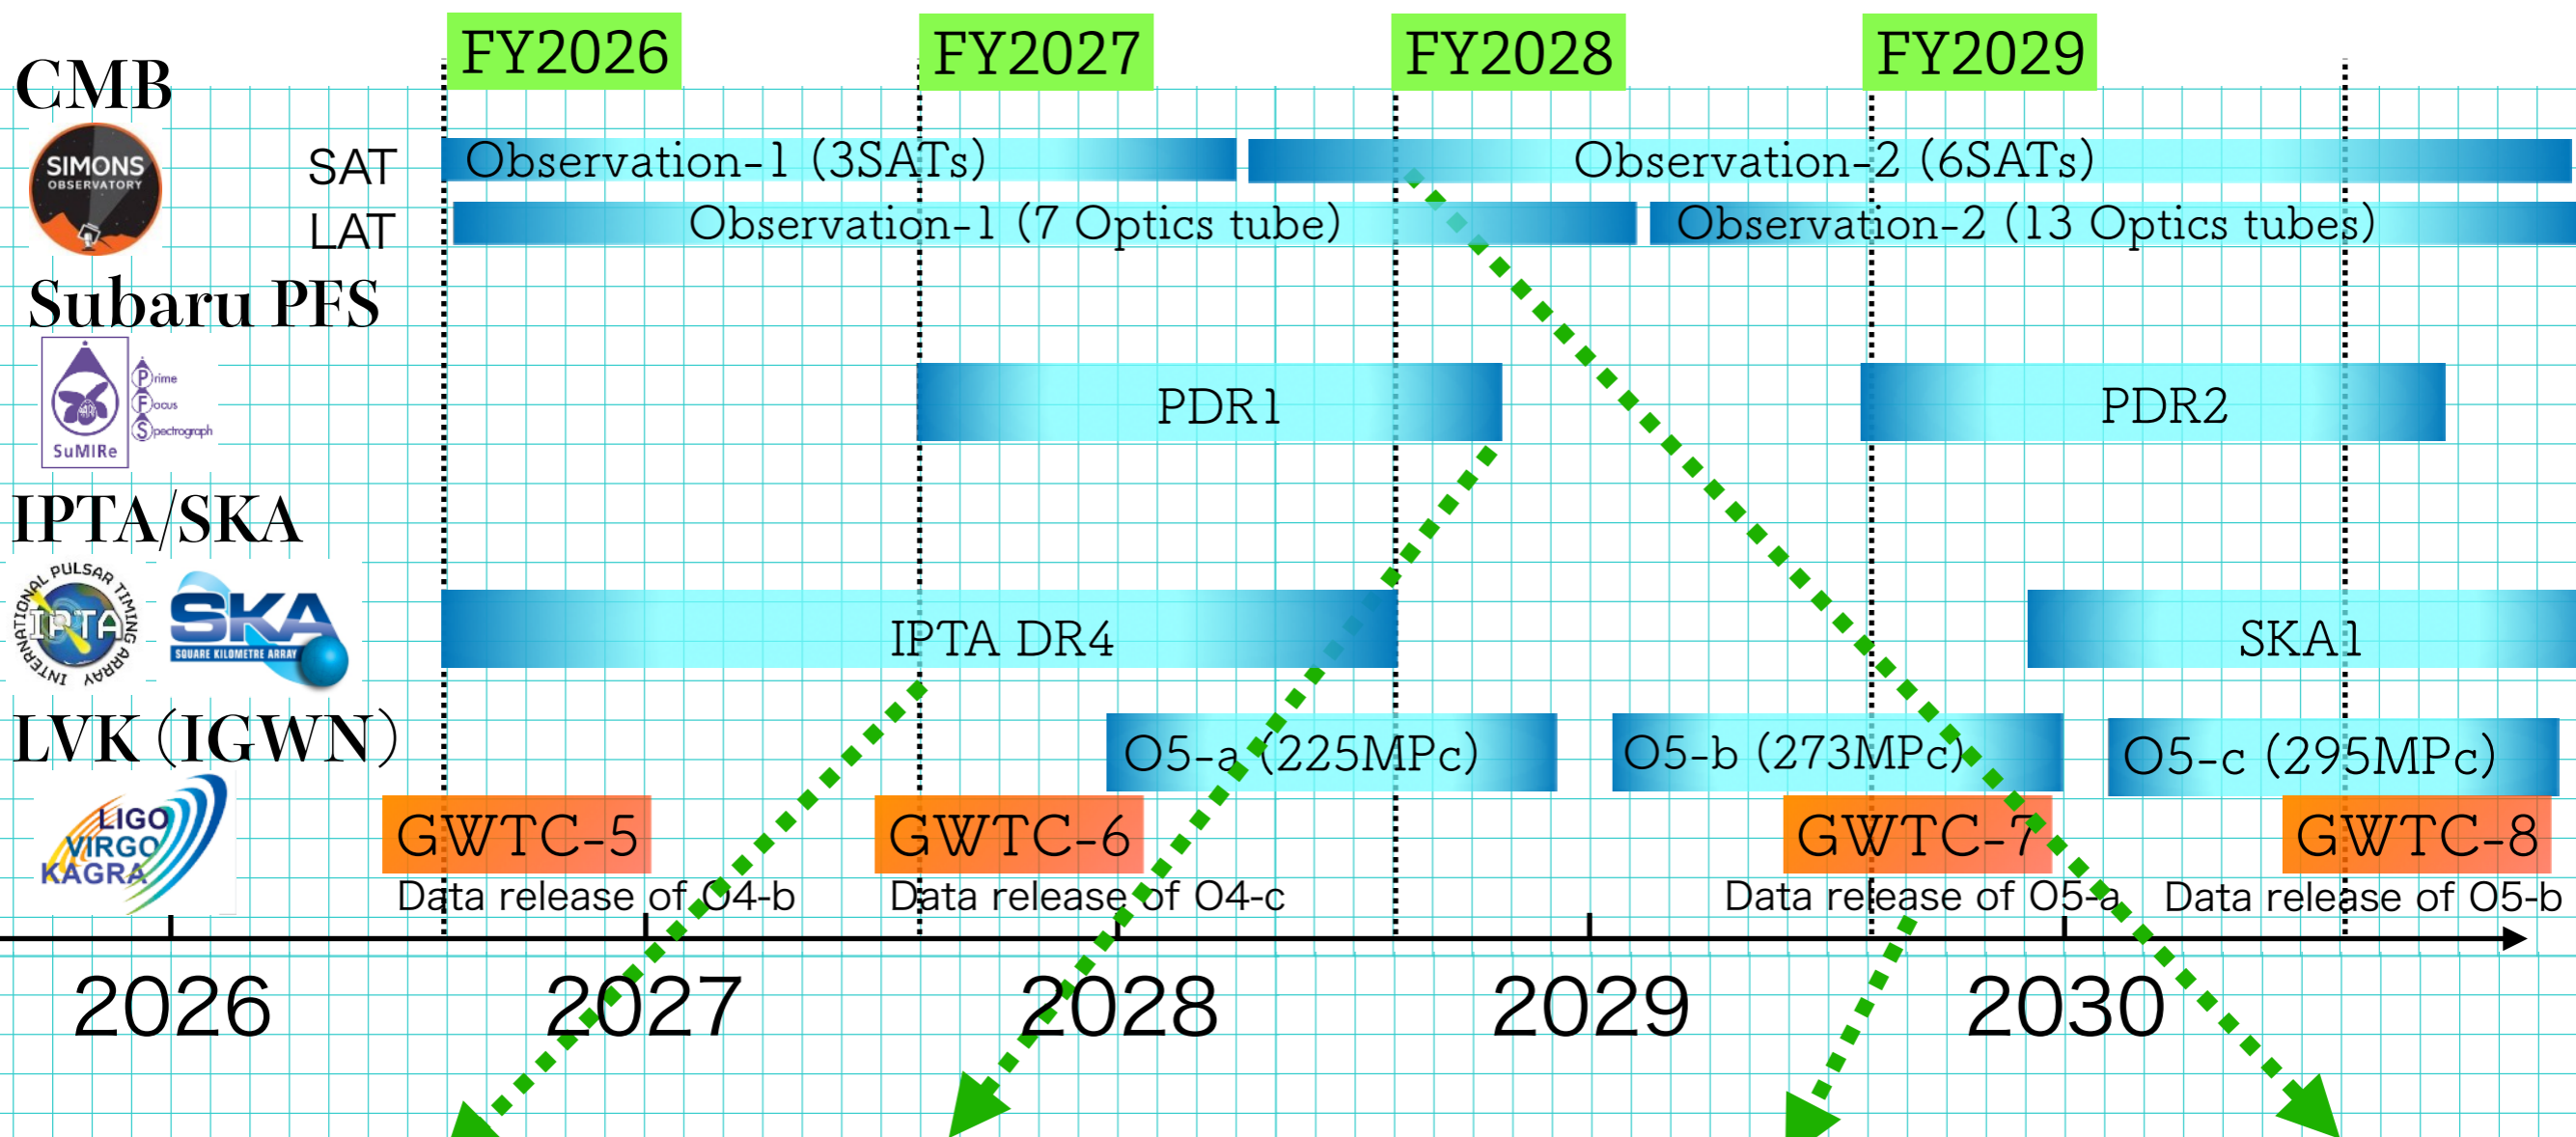 FY2026
FY2027
FY2028
FY2029
CMB
SIMONS
OBSERVATORY
SAT
Observation-1 (3SATs)
Observation-2 (6SATs)
LAT
Observation-1 (7 Optics tube)
Observation-2 (13 Optics tubes)
Subaru PFS
Prime
Focus
Spectrograph
SuMIRe
PDR1
PDR2
IPTA/SKA
INTERNATIONAL PULSAR TIMING ARRAY
IPTA
SKA
SQUARE KILOMETRE ARRAY
IPTA DR4
SKA1
LVK (IGWN)
O5-a (225MPc)
O5-b (273MPc)
O5-c (295MPc)
LIGO
VIRGO
KAGRA
GWTC-5
GWTC-6
GWTC-7
GWTC-8
Data release of O4-b
Data release of O4-c
Data release of O5-a
Data release of O5-b
2026
2027
2028
2029
2030